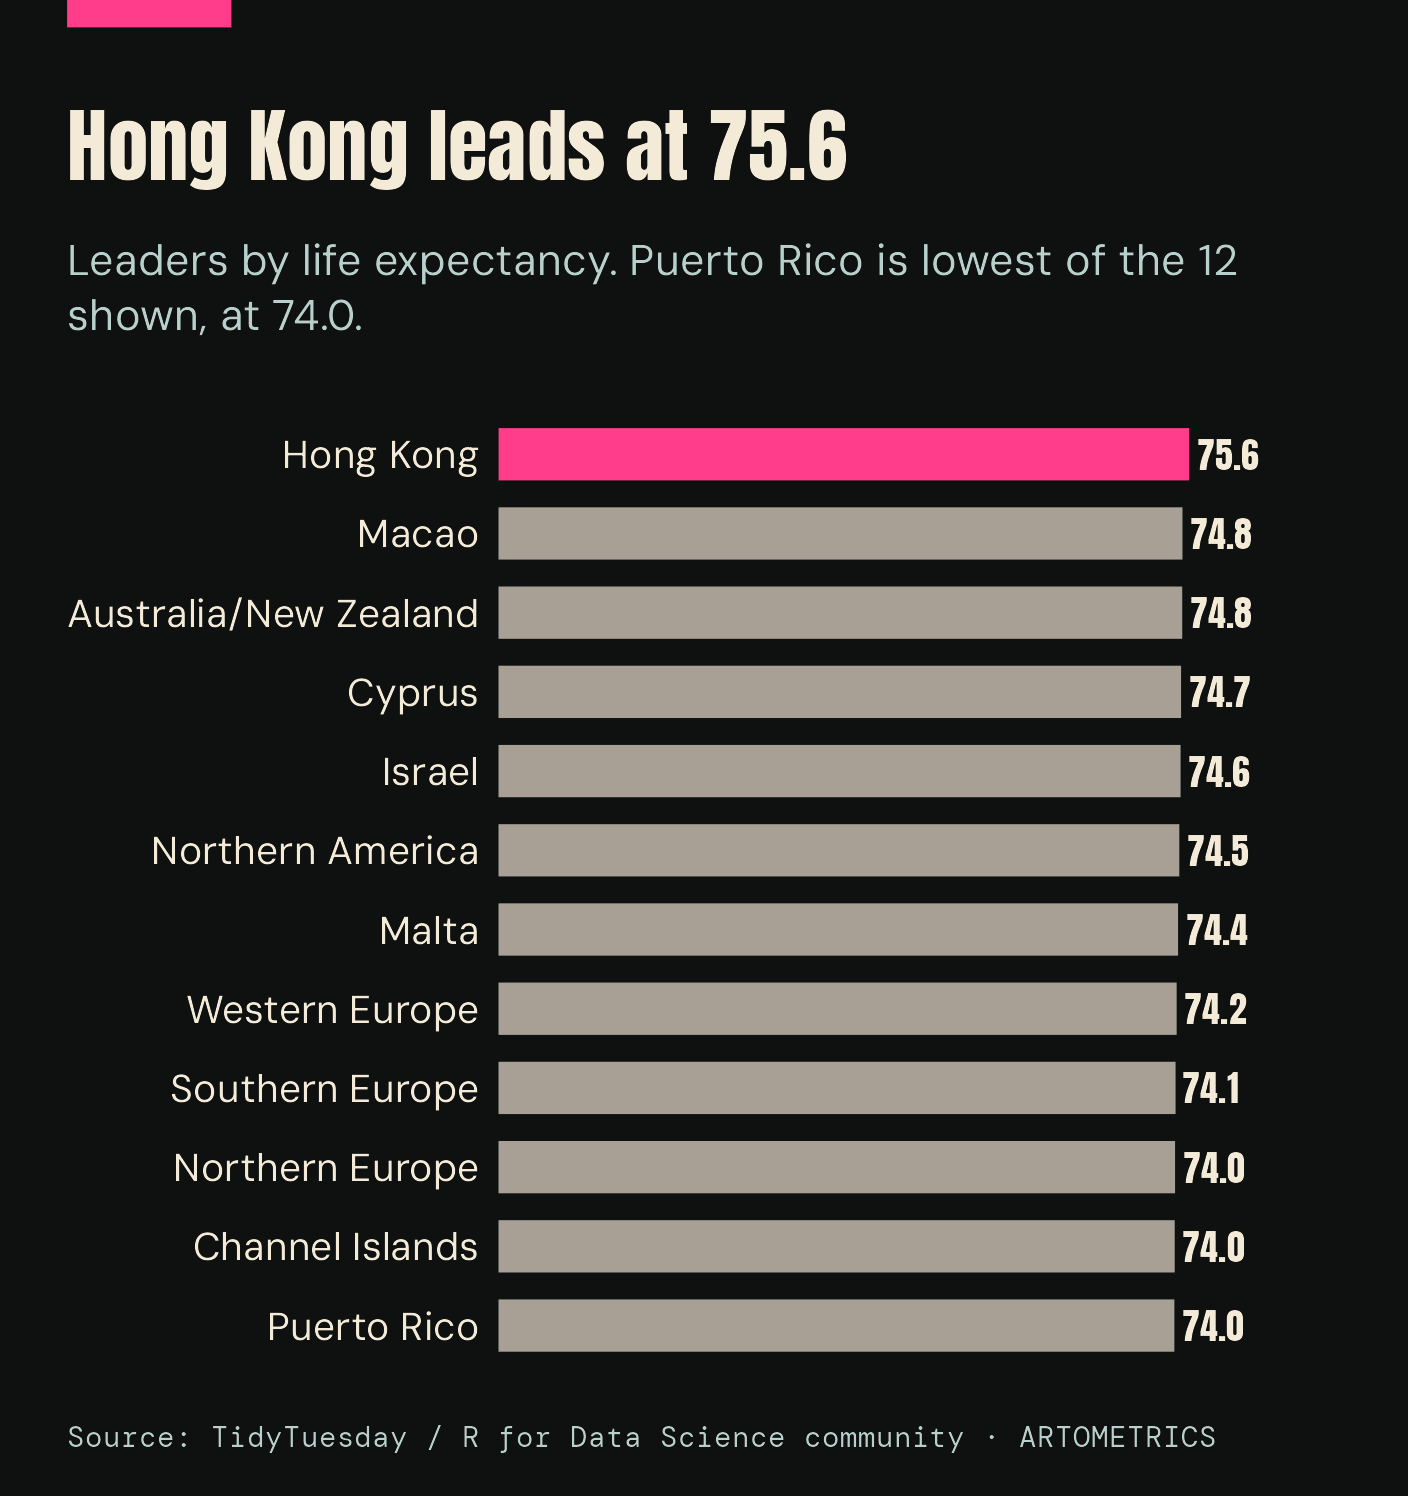 Hong Kong leads at 75.6
Leaders by life expectancy. Puerto Rico is lowest of the 12
shown, at 74.0.
Hong Kong 75.6
Macao 74.8
Australia/New Zealand 74.8
Cyprus 74.7
Israel 74.6
Northern America 74.5
Malta 74.4
Western Europe 74.2
Southern Europe 74.1
Northern Europe 74.0
Channel Islands 74.0
Puerto Rico 74.0
Source: TidyTuesday / R for Data Science community · ARTOMETRICS